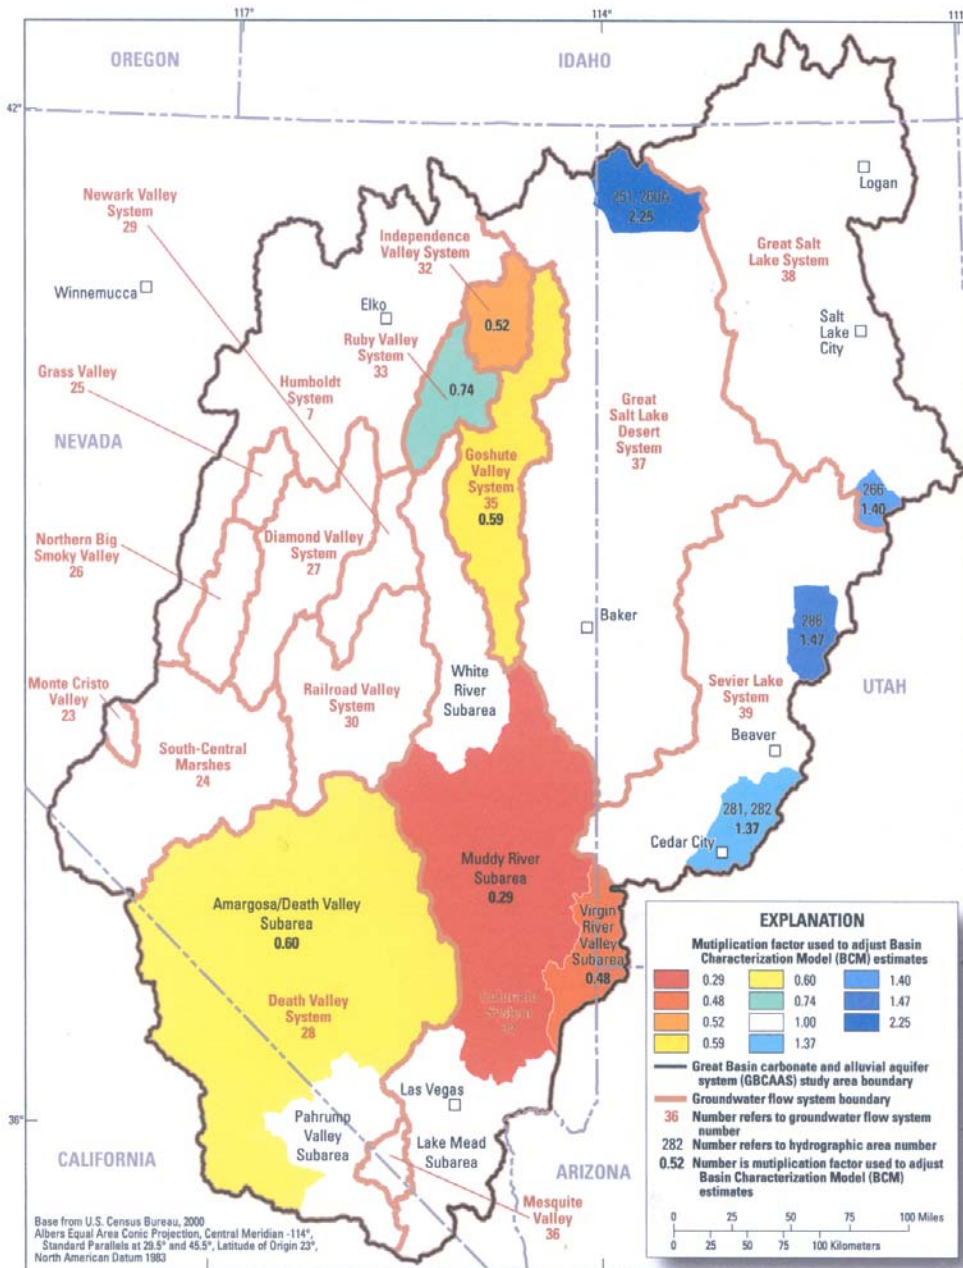 117°
114°
111°
OREGON
IDAHO
42°
Logan
Newark Valley
System
29
251, 260A
2.25
Independence
Valley System
32
Great Salt
Lake System
38
Winnemucca
Elko
0.52
Salt
Lake
City
Ruby Valley
System
33
Grass Valley
25
Humboldt
System
7
0.74
Great
Salt Lake
Desert
System
37
NEVADA
Goshute
Valley
System
35
0.59
266
1.40
Northern Big
Smoky Valley
26
Diamond Valley
System
27
Baker
286
1.47
White
River
Subarea
Monte Cristo
Valley
23
Railroad Valley
System
30
Sevier Lake
System
39
UTAH
South-Central
Marshes
24
Beaver
281, 282
1.37
Cedar City
Muddy River
Subarea
0.29
Amargosa/Death Valley
Subarea
0.60
Virgin
River
Valley
Subarea
0.48
Death Valley
System
28
Colorado
System
Las Vegas
36°
Pahrump
Valley
Subarea
Lake Mead
Subarea
CALIFORNIA
ARIZONA
Mesquite
Valley
36
EXPLANATION
Mutiplication factor used to adjust Basin
Characterization Model (BCM) estimates
0.29
0.60
1.40
0.48
0.74
1.47
0.52
1.00
2.25
0.59
1.37
Great Basin carbonate and alluvial aquifer
system (GBCAAS) study area boundary
Groundwater flow system boundary
36 Number refers to groundwater flow system
number
282 Number refers to hydrographic area number
0.52 Number is mutiplication factor used to adjust
Basin Characterization Model (BCM)
estimates
0 25 50 75 100 Miles
0 25 50 75 100 Kilometers
Base from U.S. Census Bureau, 2000
Albers Equal Area Conic Projection, Central Meridian -114°,
Standard Parallels at 29.5° and 45.5°, Latitude of Origin 23°,
North American Datum 1983